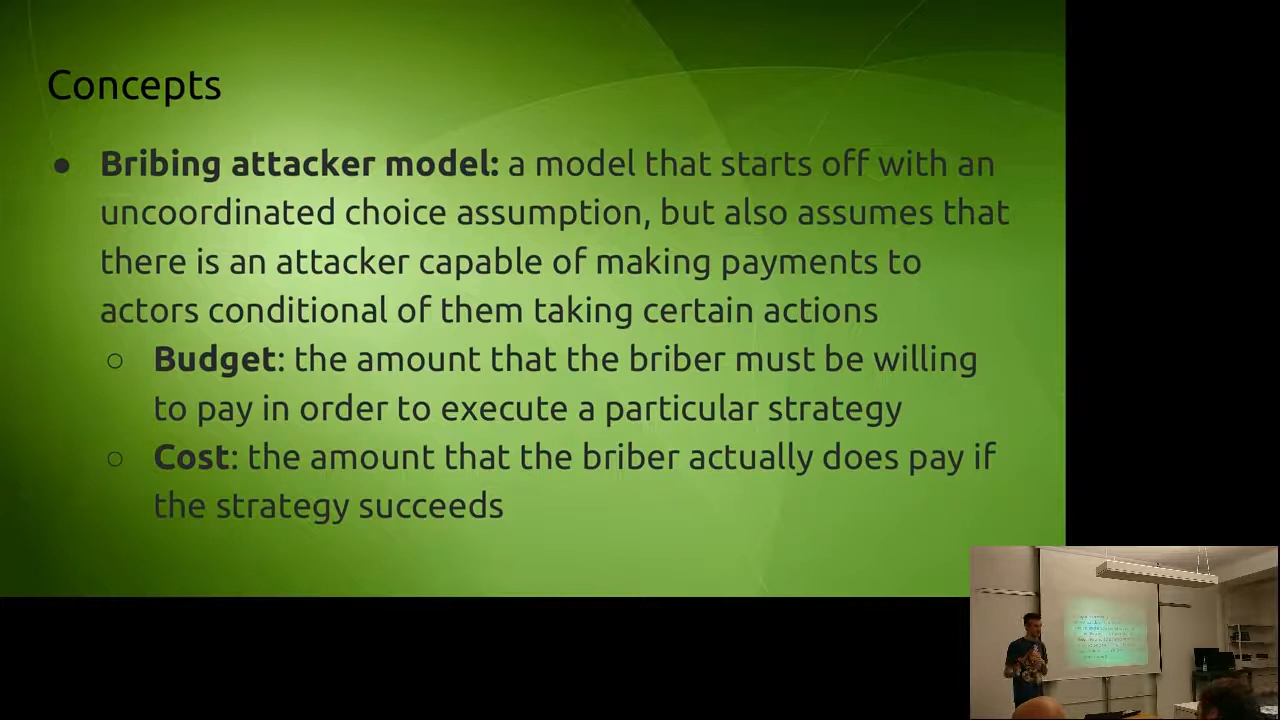 Concepts
● Bribing attacker model: a model that starts off with an
uncoordinated choice assumption, but also assumes that
there is an attacker capable of making payments to
actors conditional of them taking certain actions
○ Budget: the amount that the briber must be willing
to pay in order to execute a particular strategy
○ Cost: the amount that the briber actually does pay if
the strategy succeeds